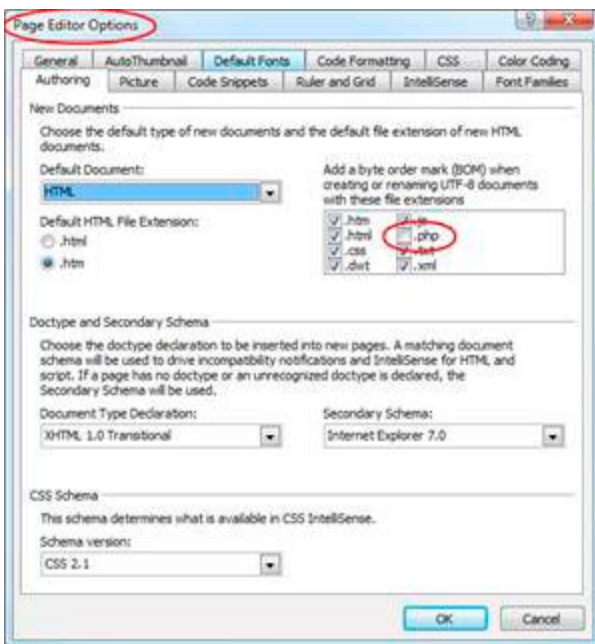 Page Editor Options
General AutoThumbnail Default Fonts Code Formatting CSS Color Coding
Authoring Picture Code Snippets Ruler and Grid IntelliSense Font Families
New Documents
Choose the default type of new documents and the default file extension of new HTML
documents.
Default Document:
HTML
Default HTML File Extension:
.html
.htm
Add a byte order mark (BOM) when
creating or renaming UTF-8 documents
with these file extensions
.htm .js
.html .php
.css .txt
.dwt .xml
Doctype and Secondary Schema
Choose the doctype declaration to be inserted into new pages. A matching document
schema will be used to drive incompatibility notifications and IntelliSense for HTML and
script. If a page has no doctype or an unrecognized doctype is declared, the
Secondary Schema will be used.
Document Type Declaration: Secondary Schema:
XHTML 1.0 Transitional Internet Explorer 7.0
CSS Schema
This schema determines what is available in CSS IntelliSense.
Schema version:
CSS 2.1
OK Cancel